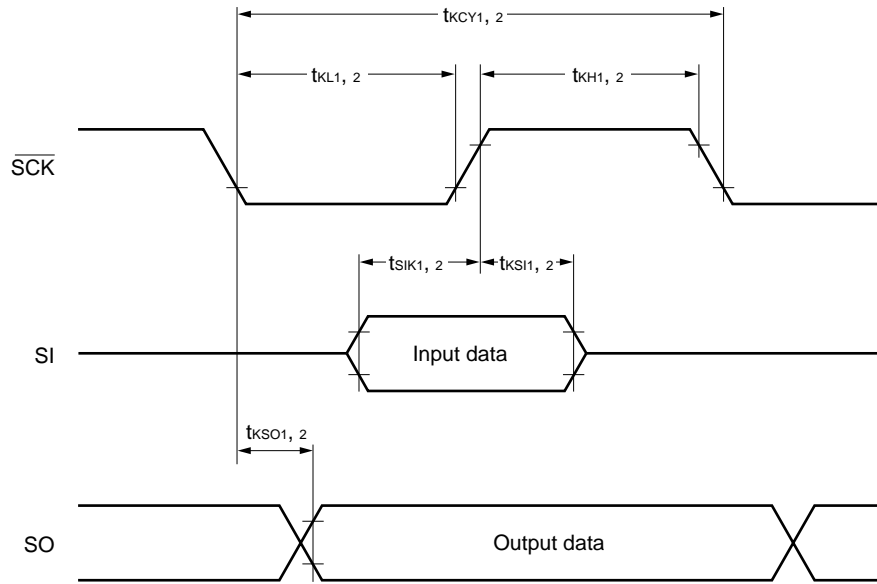 tKCY1, 2
tKL1, 2
tKH1, 2
SCK
tSIK1, 2
tKSI1, 2
SI
Input data
tKSO1, 2
SO
Output data